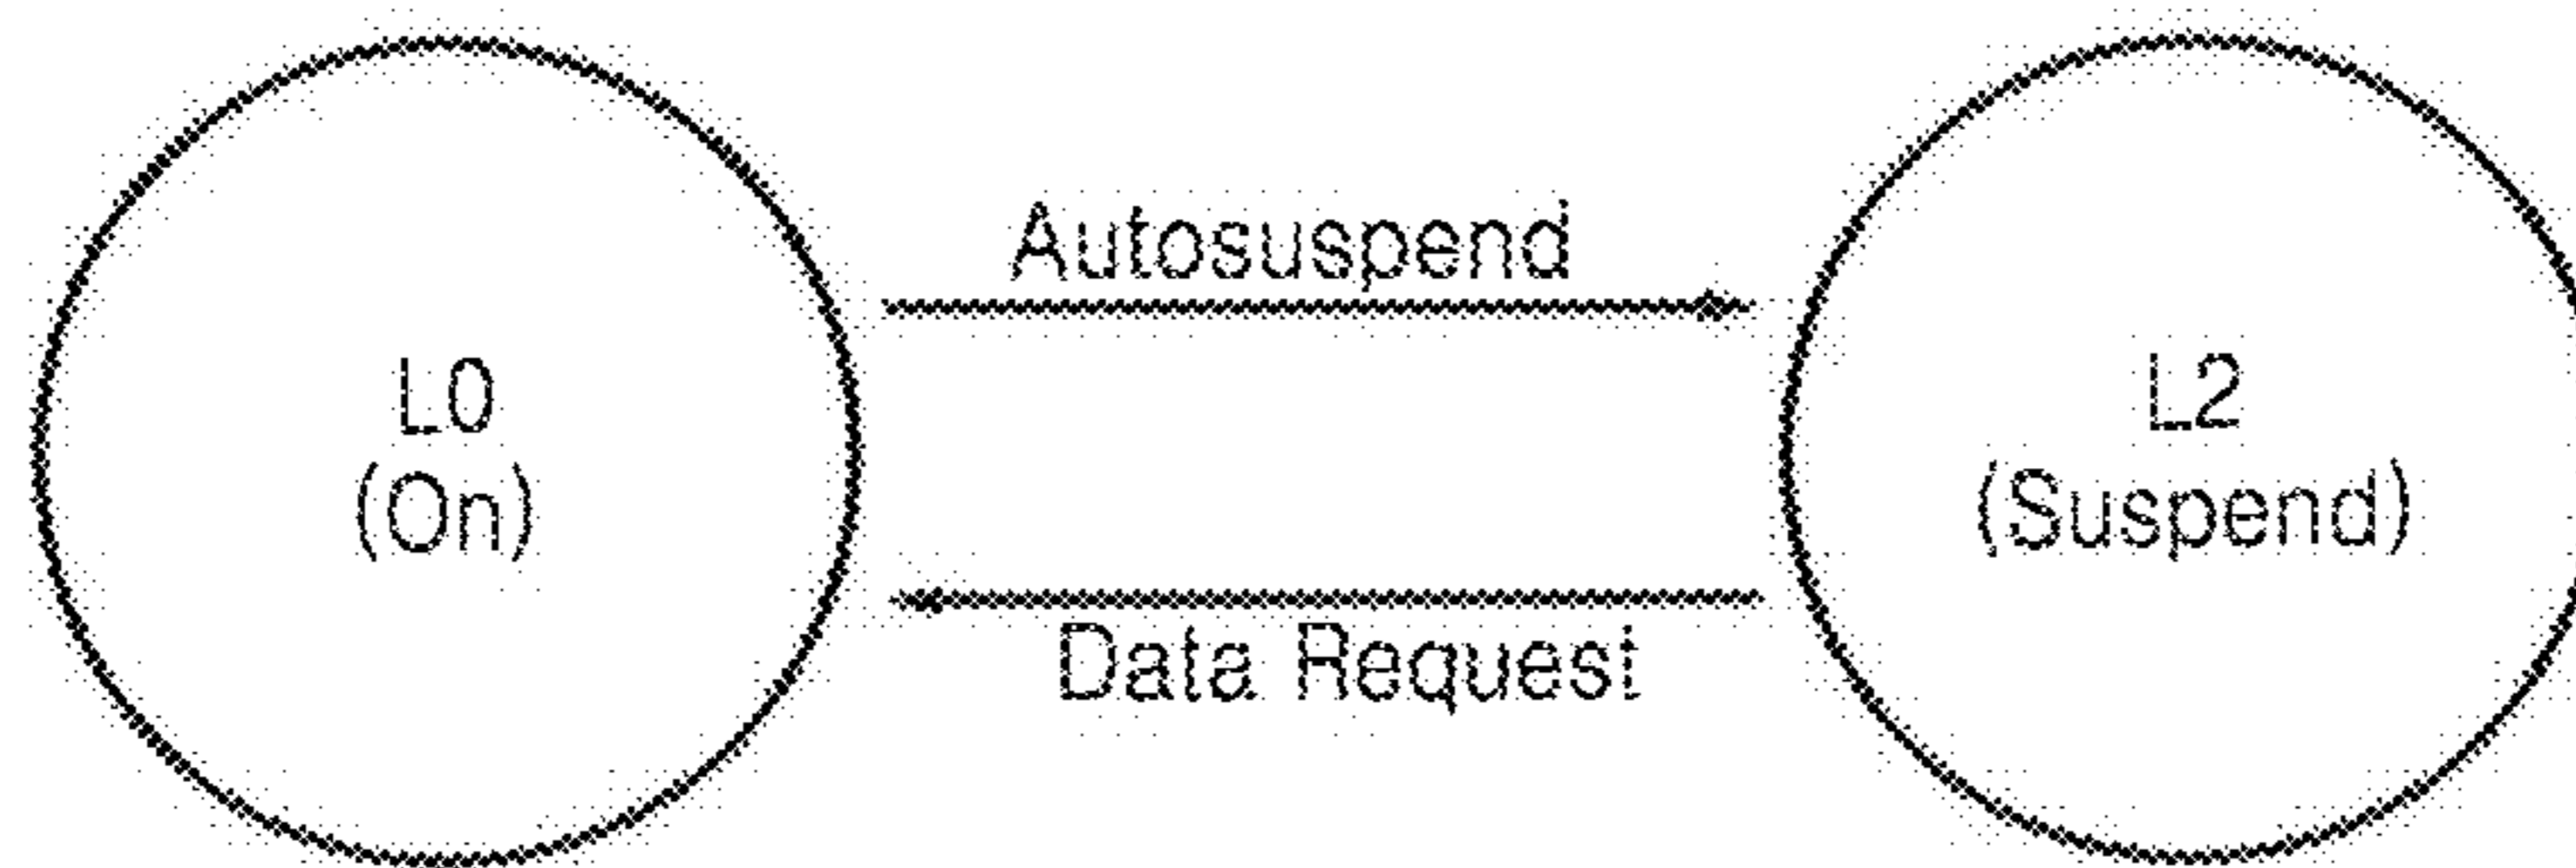 Autosuspend
L0
(On)
L2
(Suspend)
Data Request